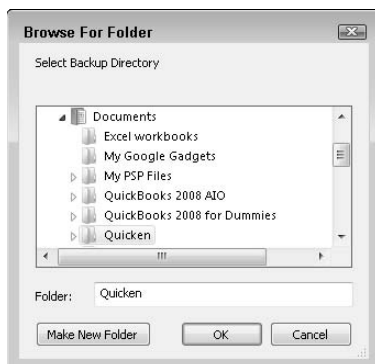 Browse For Folder
Select Backup Directory
Documents
Excel workbooks
My Google Gadgets
My PSP Files
QuickBooks 2008 AIO
QuickBooks 2008 for Dummies
Quicken
Folder: Quicken
Make New Folder OK Cancel